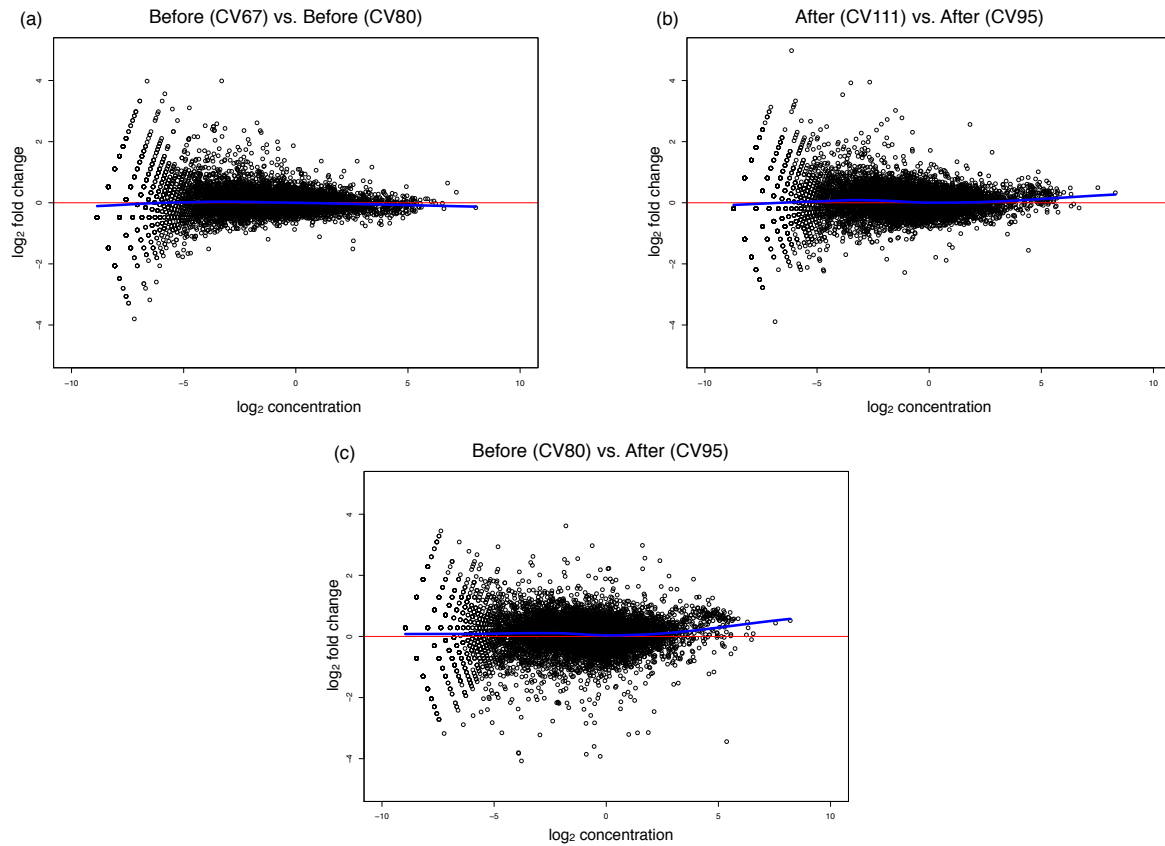 (a) Before (CV67) vs. Before (CV80)
4
2
0
−2
−4
log₂ fold change
−10 −5 0 5 10
log₂ concentration
(b) After (CV111) vs. After (CV95)
4
2
0
−2
−4
log₂ fold change
−10 −5 0 5 10
log₂ concentration
(c) Before (CV80) vs. After (CV95)
4
2
0
−2
−4
log₂ fold change
−10 −5 0 5 10
log₂ concentration